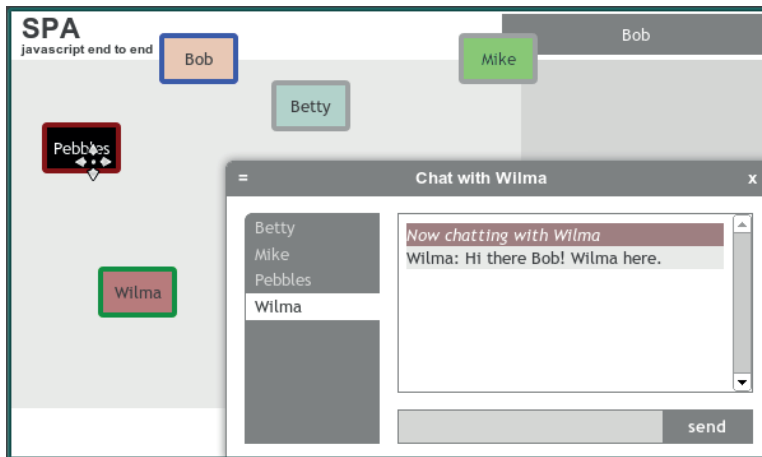 SPA
javascript end to end
Bob
Mike
Bob
Betty
Pebbles
Wilma
= Chat with Wilma x
Betty
Mike
Pebbles
Wilma
Now chatting with Wilma
Wilma: Hi there Bob! Wilma here.
send